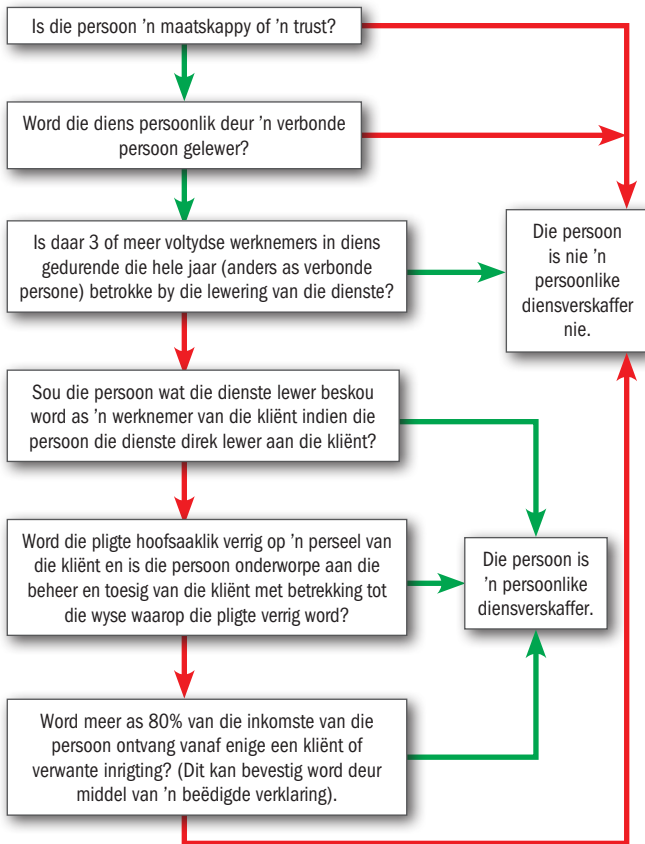 Is die persoon 'n maatskappy of 'n trust?
Word die diens persoonlik deur 'n verbonde
persoon gelewer?
Is daar 3 of meer voltydse werknemers in diens
gedurende die hele jaar (anders as verbonde
persone) betrokke by die lewering van die dienste?
Die persoon
is nie 'n
persoonlike
diensverskaffer
nie.
Sou die persoon wat die dienste lewer beskou
word as 'n werknemer van die kliënt indien die
persoon die dienste direk lewer aan die kliënt?
Word die pligte hoofsaaklik verrig op 'n perseel van
die kliënt en is die persoon onderworpe aan die
beheer en toesig van die kliënt met betrekking tot
die wyse waarop die pligte verrig word?
Die persoon is
'n persoonlike
diensverskaffer.
Word meer as 80% van die inkomste van die
persoon ontvang vanaf enige een kliënt of
verwante inrigting? (Dit kan bevestig word deur
middel van 'n beëdigde verklaring).